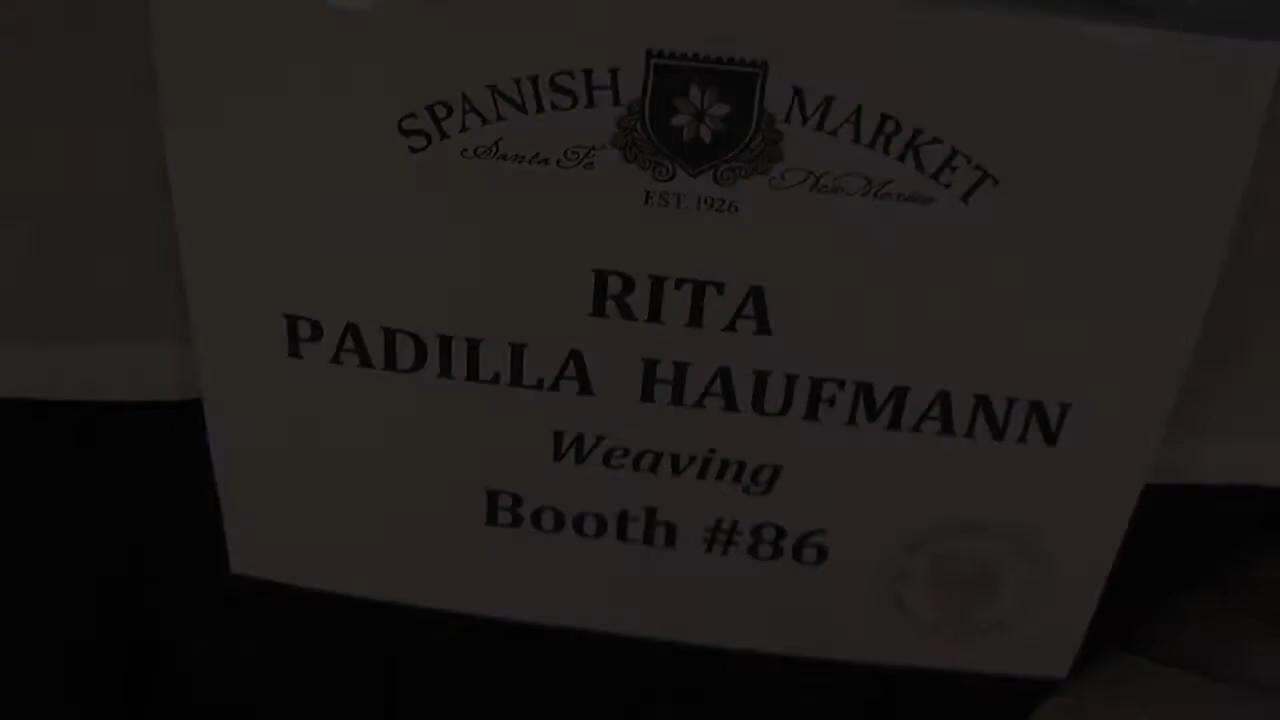 SPANISH MARKET
Santa Fe New Mexico
EST. 1926
RITA
PADILLA HAUFMANN
Weaving
Booth #86